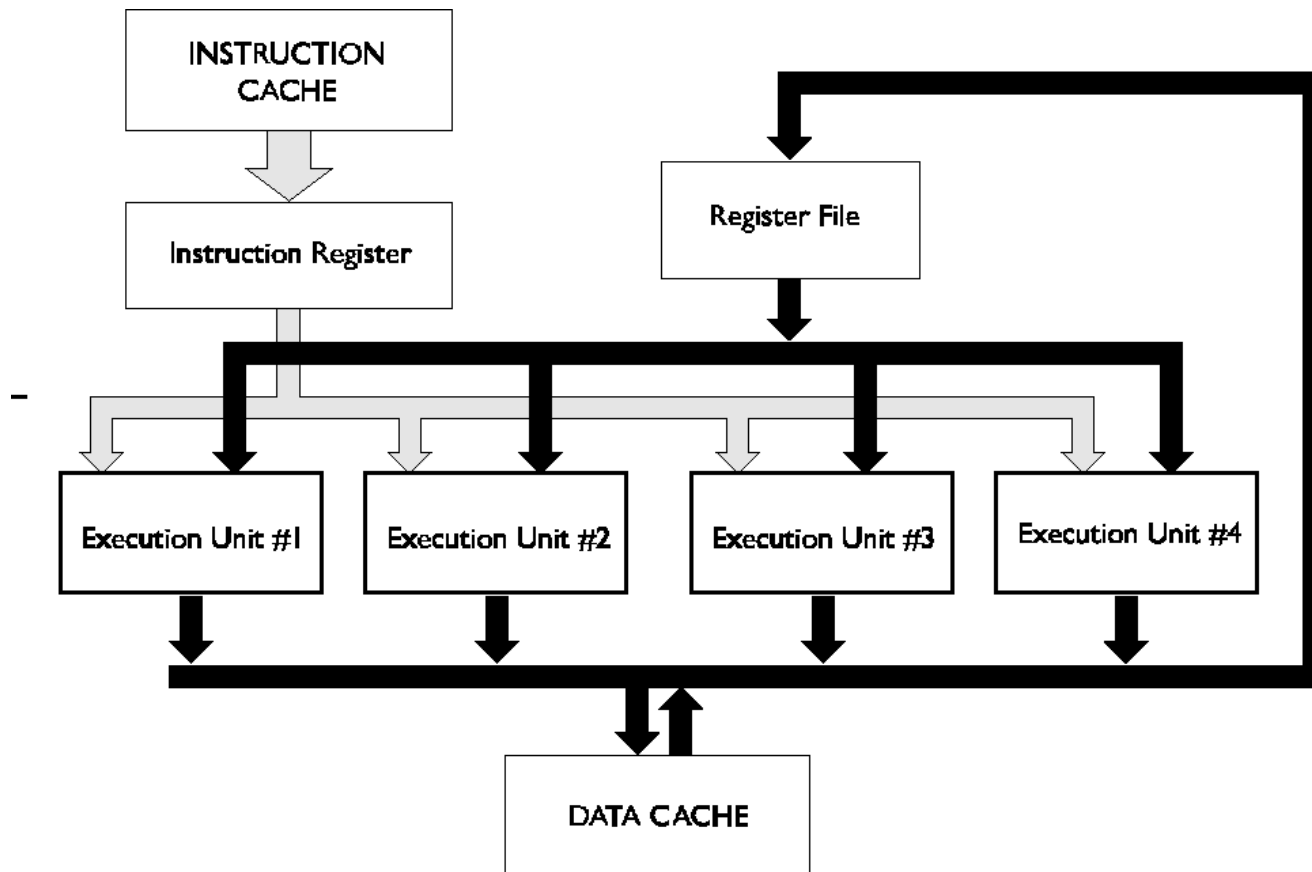 INSTRUCTION
CACHE
Instruction Register
Register File
Execution Unit #1
Execution Unit #2
Execution Unit #3
Execution Unit #4
DATA CACHE